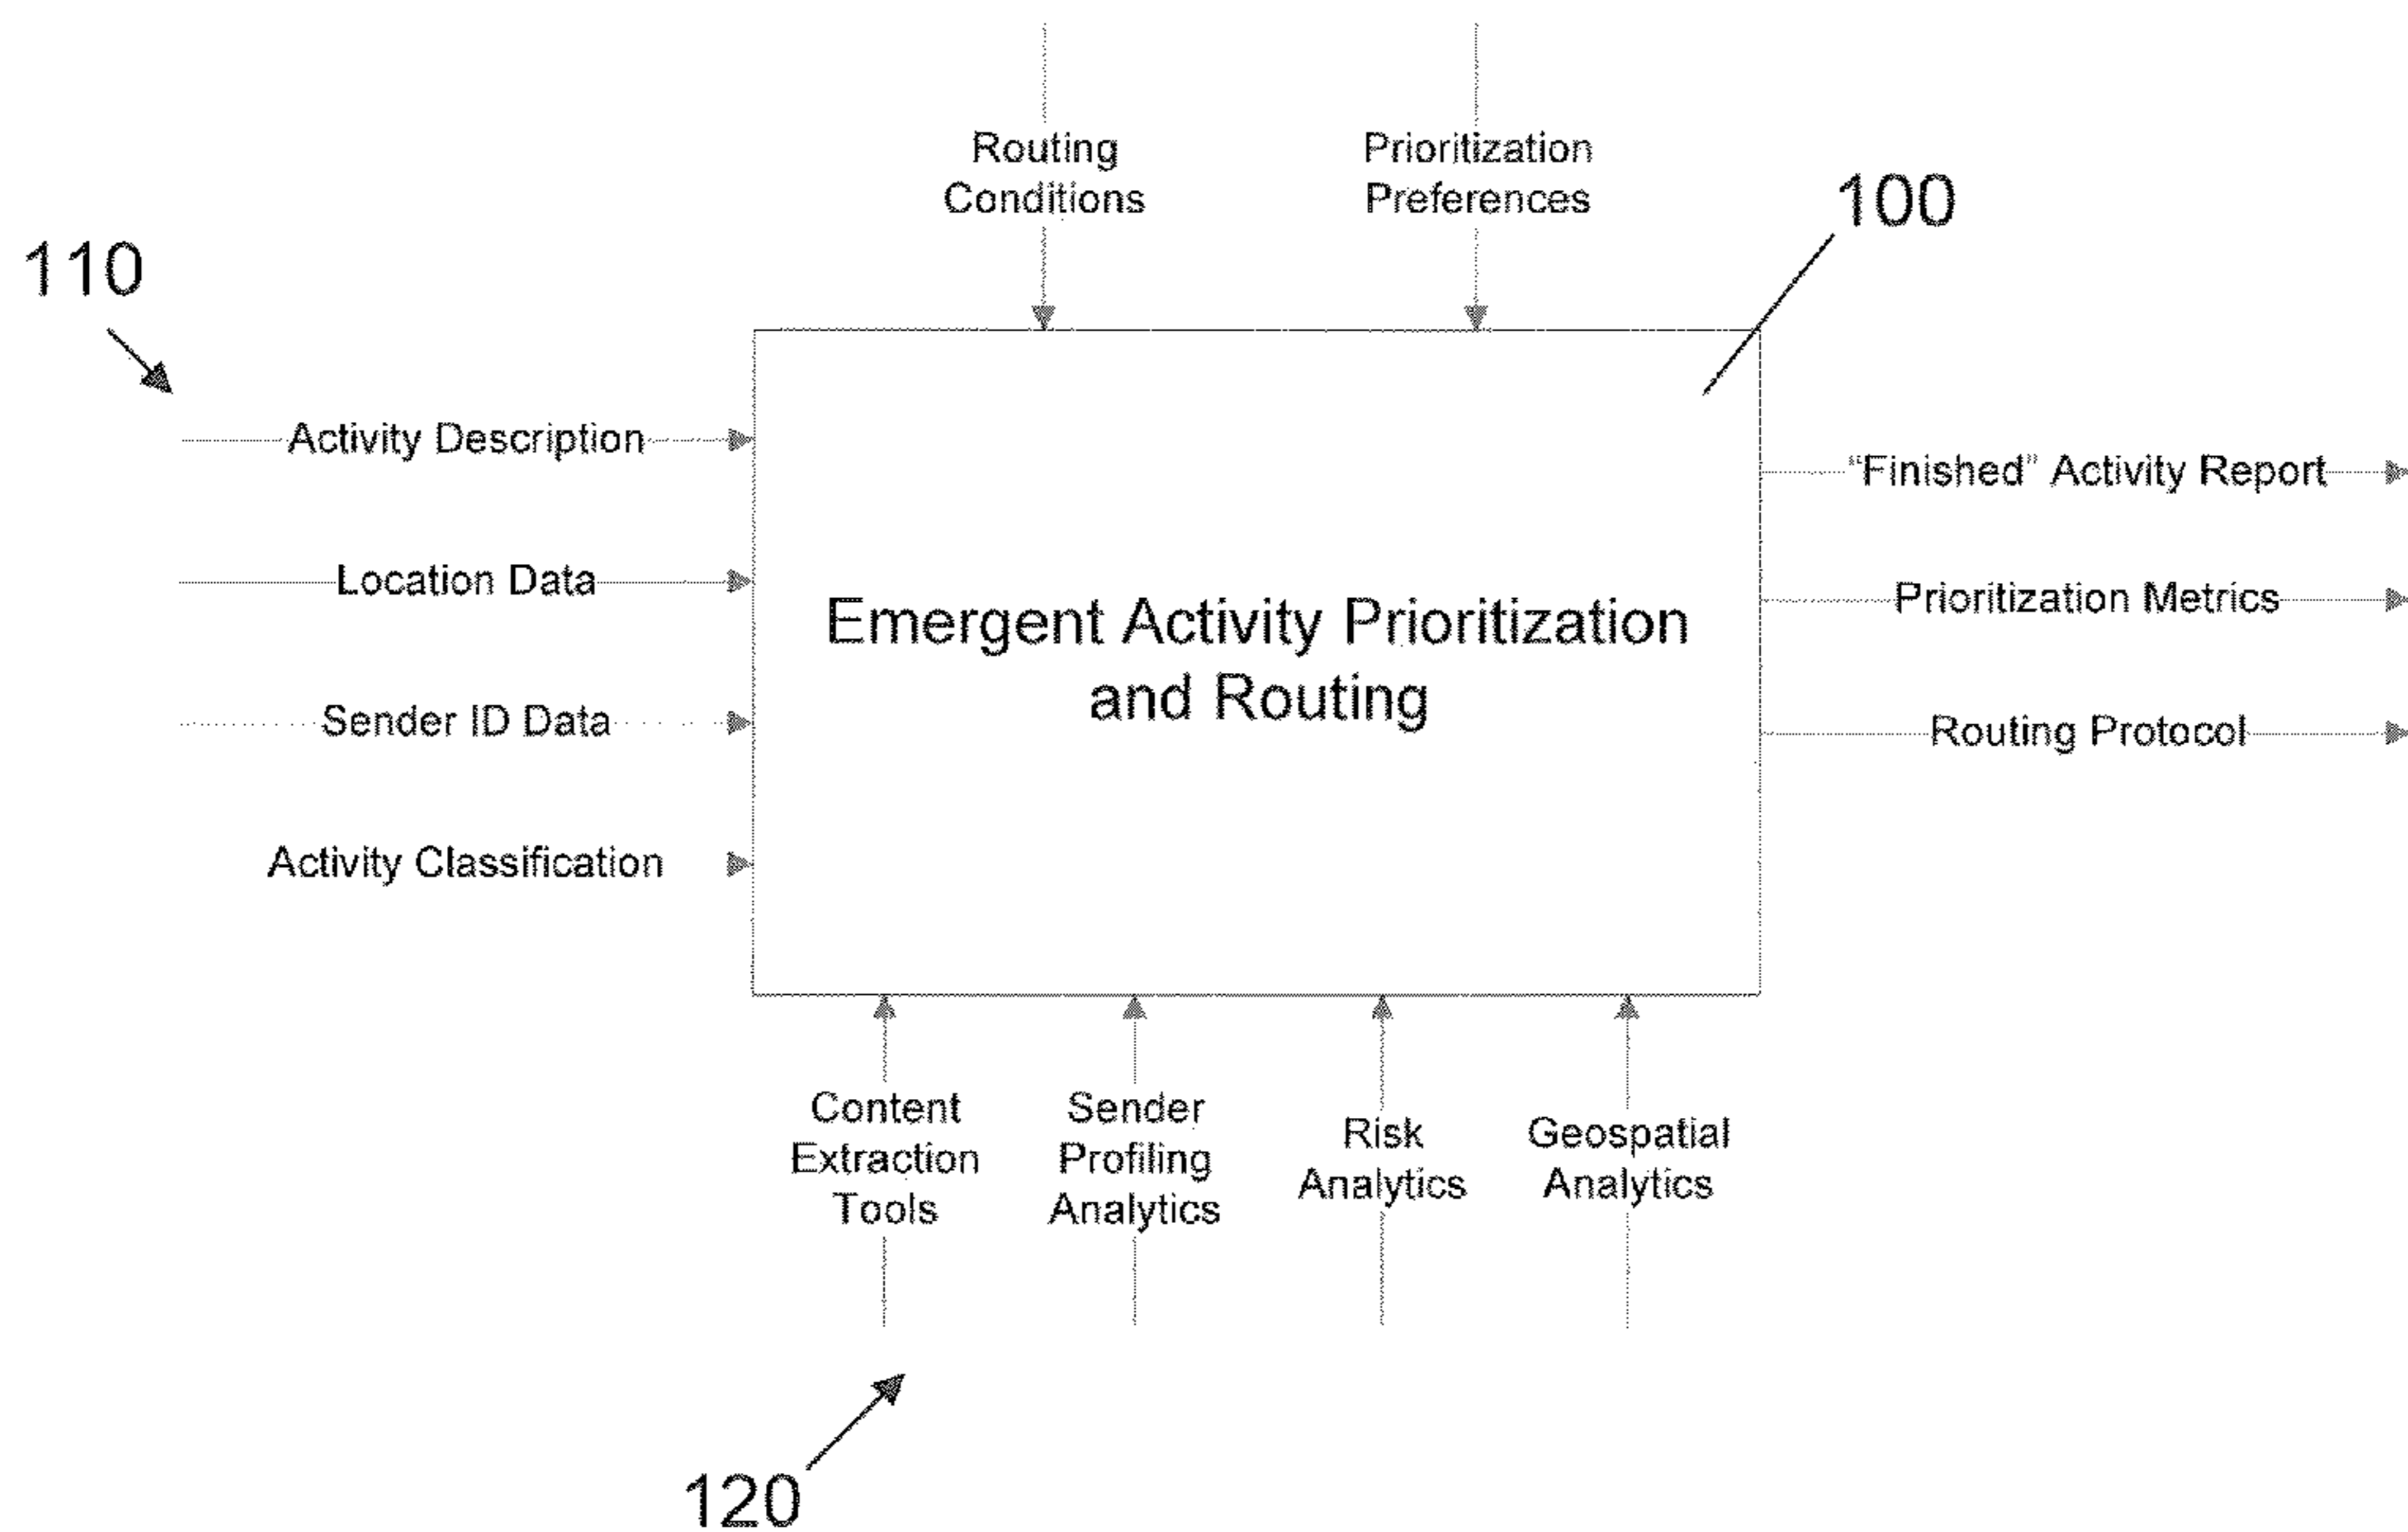 Routing
Conditions
Prioritization
Preferences
100
110
Activity Description
Location Data
Sender ID Data
Activity Classification
Emergent Activity Prioritization
and Routing
“Finished” Activity Report
Prioritization Metrics
Routing Protocol
Content
Extraction
Tools
Sender
Profiling
Analytics
Risk
Analytics
Geospatial
Analytics
120